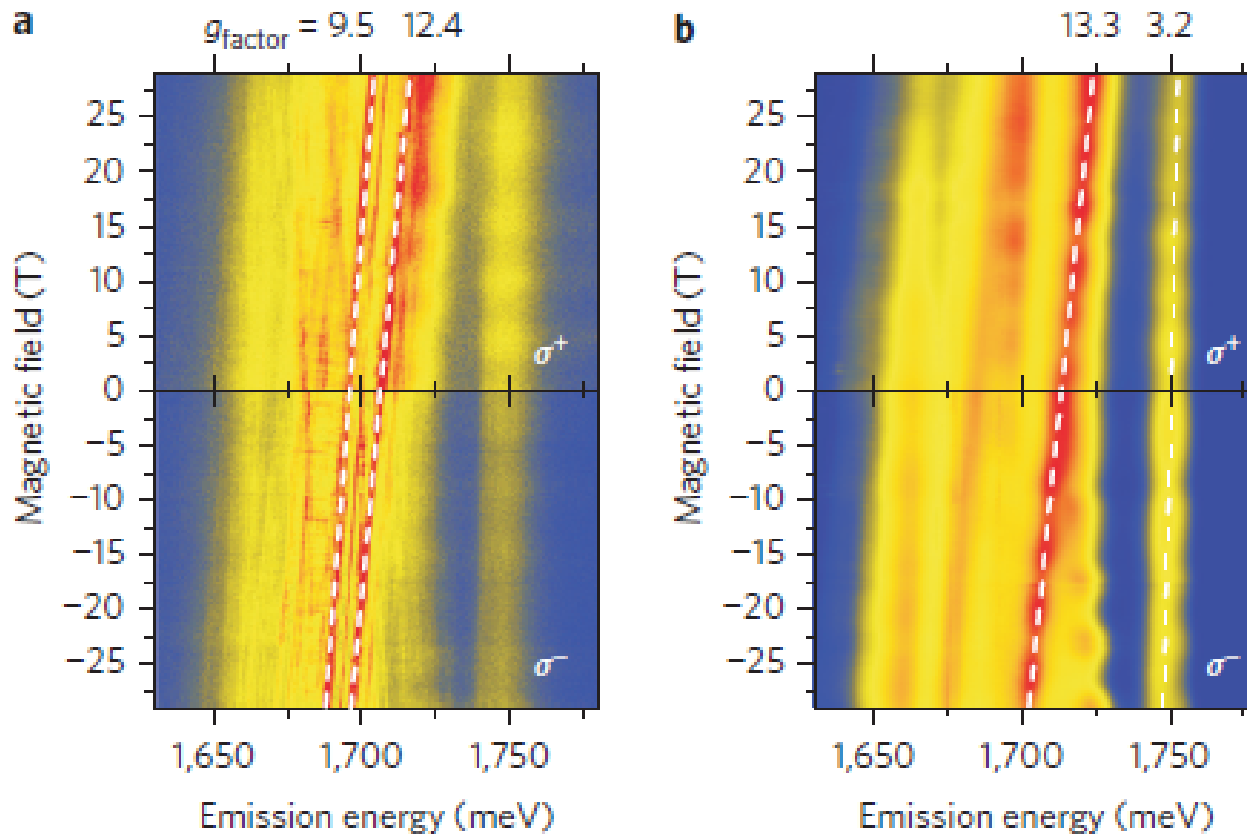 a
g_factor = 9.5 12.4
Magnetic field (T)
25
20
15
10
5
0
−5
−10
−15
−20
−25
σ+
σ−
1,650 1,700 1,750
Emission energy (meV)
b
13.3 3.2
Magnetic field (T)
25
20
15
10
5
0
−5
−10
−15
−20
−25
σ+
σ−
1,650 1,700 1,750
Emission energy (meV)